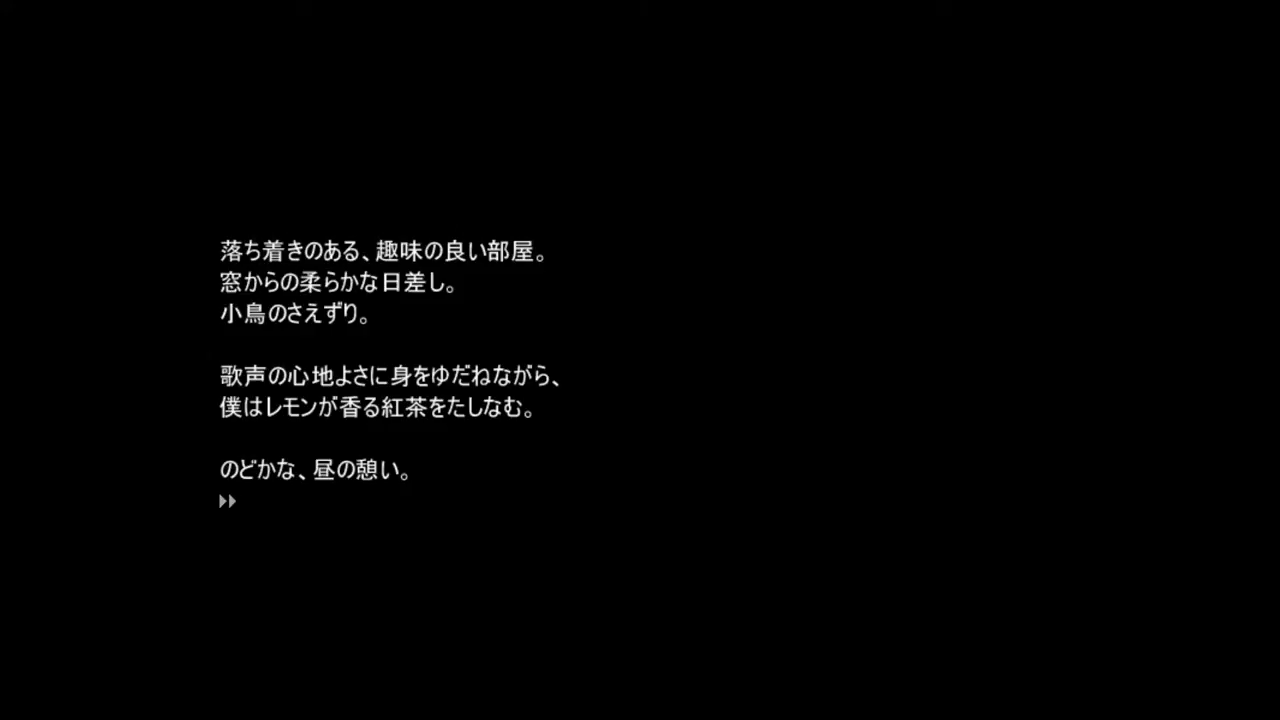 落ち着きのある、趣味の良い部屋。
窓からの柔らかな日差し。
小鳥のさえずり。
歌声の心地よさに身をゆだねながら、
僕はレモンが香る紅茶をたしなむ。
のどかな、昼の憩い。